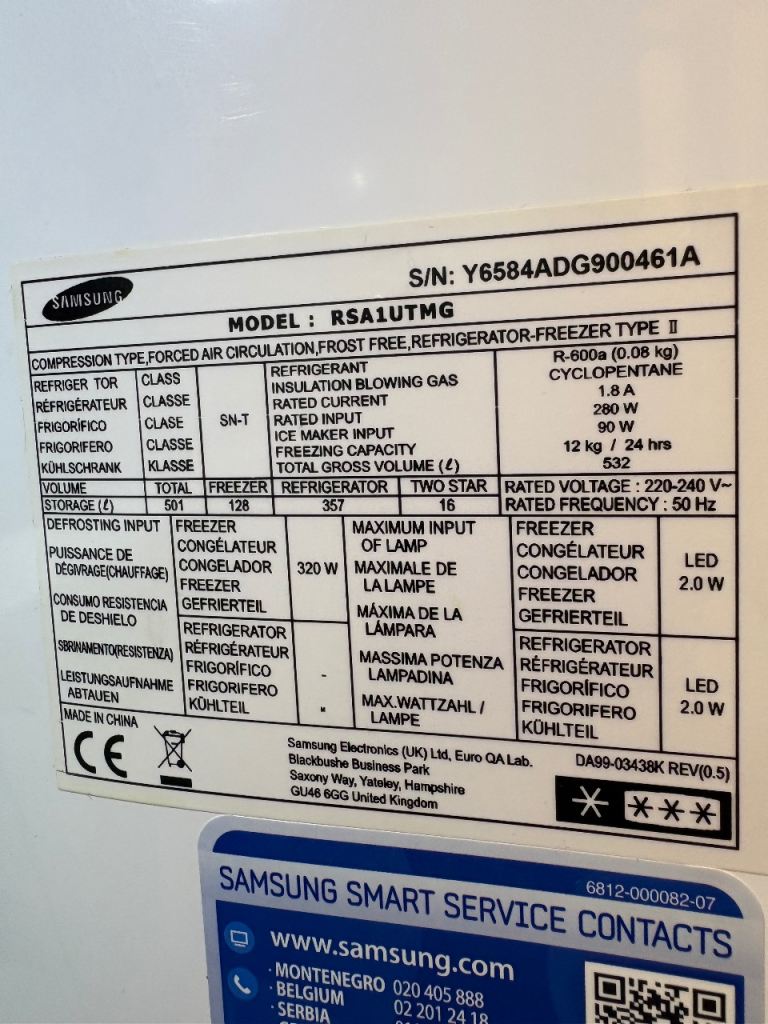 SAMSUNG
S/N: Y6584ADG900461A
MODEL : RSA1UTMG
COMPRESSION TYPE,FORCED AIR CIRCULATION,FROST FREE,REFRIGERATOR-FREEZER TYPE II
REFRIGER TOR CLASS
RÉFRIGÉRATEUR CLASSE
FRIGORÍFICO CLASE
FRIGORIFERO CLASSE
KÜHLSCHRANK KLASSE
SN-T
REFRIGERANT R-600a (0.08 kg)
INSULATION BLOWING GAS CYCLOPENTANE
RATED CURRENT 1.8 A
RATED INPUT 280 W
ICE MAKER INPUT 90 W
FREEZING CAPACITY 12 kg / 24 hrs
TOTAL GROSS VOLUME (ℓ) 532
VOLUME TOTAL FREEZER REFRIGERATOR TWO STAR RATED VOLTAGE : 220-240 V~
STORAGE (ℓ) 501 128 357 16 RATED FREQUENCY : 50 Hz
DEFROSTING INPUT
PUISSANCE DE
DÉGIVRAGE(CHAUFFAGE)
CONSUMO RESISTENCIA
DE DESHIELO
SBRINAMENTO(RESISTENZA)
LEISTUNGSAUFNAHME
ABTAUEN
FREEZER
CONGÉLATEUR
CONGELADOR
FREEZER
GEFRIERTEIL
320 W
REFRIGERATOR
RÉFRIGÉRATEUR
FRIGORÍFICO
FRIGORIFERO
KÜHLTEIL
-
MAXIMUM INPUT
OF LAMP
MAXIMALE DE
LA LAMPE
MÁXIMA DE LA
LÁMPARA
MASSIMA POTENZA
LAMPADINA
MAX.WATTZAHL /
LAMPE
FREEZER
CONGÉLATEUR
CONGELADOR
FREEZER
GEFRIERTEIL
LED
2.0 W
REFRIGERATOR
RÉFRIGÉRATEUR
FRIGORÍFICO
FRIGORIFERO
KÜHLTEIL
LED
2.0 W
MADE IN CHINA
CE
Samsung Electronics (UK) Ltd, Euro QA Lab.
Blackbushe Business Park
Saxony Way, Yateley, Hampshire
GU46 6GG United Kingdom
DA99-03438K REV(0.5)
6812-000082-07
SAMSUNG SMART SERVICE CONTACTS
www.samsung.com
· MONTENEGRO 020 405 888
· BELGIUM 02 201 24 18
· SERBIA